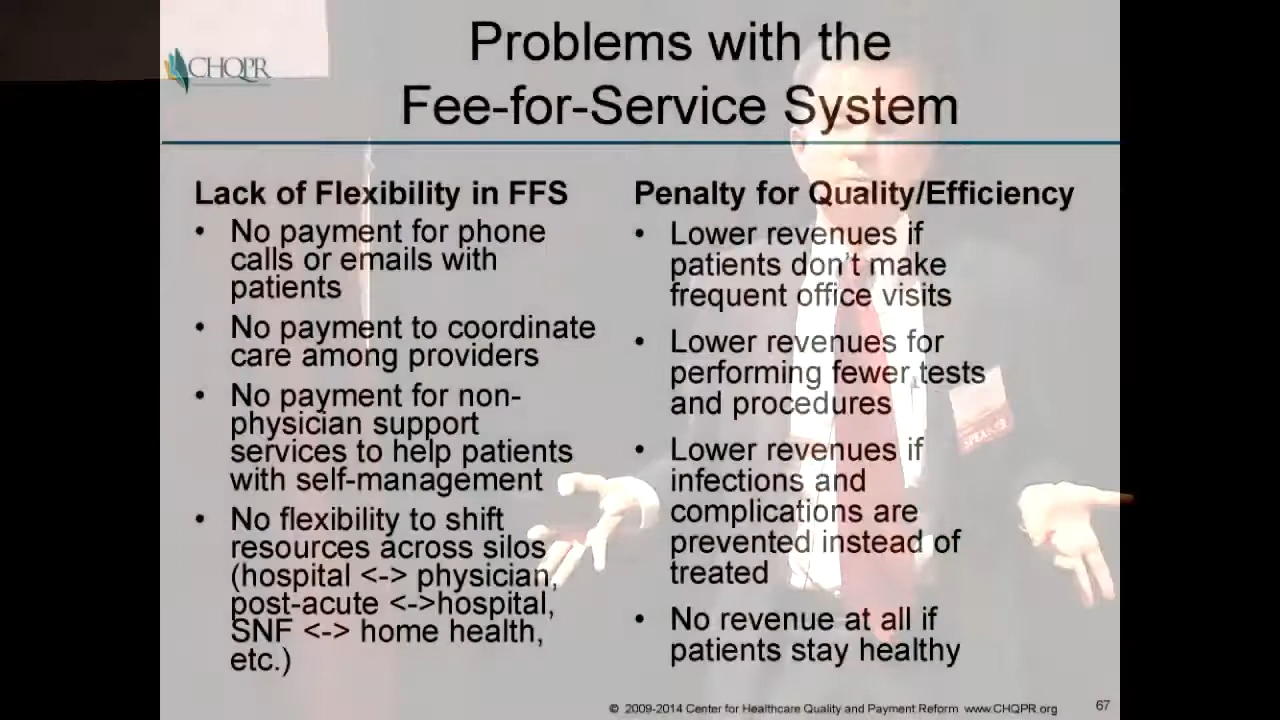 CHQPR
Problems with the
Fee-for-Service System
Lack of Flexibility in FFS
• No payment for phone
calls or emails with
patients
• No payment to coordinate
care among providers
• No payment for non-
physician support
services to help patients
with self-management
• No flexibility to shift
resources across silos
(hospital <-> physician,
post-acute <->hospital,
SNF <-> home health,
etc.)
Penalty for Quality/Efficiency
• Lower revenues if
patients don’t make
frequent office visits
• Lower revenues for
performing fewer tests
and procedures
• Lower revenues if
infections and
complications are
prevented instead of
treated
• No revenue at all if
patients stay healthy
SPEAKER
© 2009-2014 Center for Healthcare Quality and Payment Reform www.CHQPR.org
67